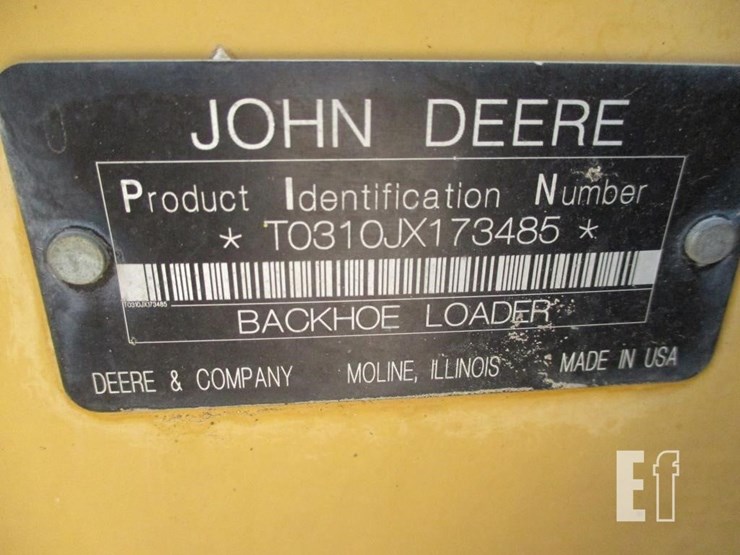 JOHN DEERE
Product Identification Number
* T0310JX173485 *
T0310JX173485
BACKHOE LOADER
DEERE & COMPANY MOLINE, ILLINOIS MADE IN USA
Ef